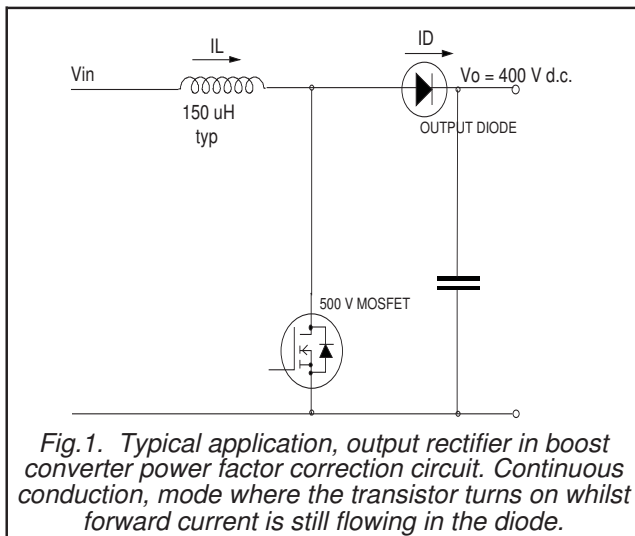 IL
ID
Vin
Vo = 400 V d.c.
150 uH
typ
OUTPUT DIODE
500 V MOSFET
Fig.1. Typical application, output rectifier in boost
converter power factor correction circuit. Continuous
conduction, mode where the transistor turns on whilst
forward current is still flowing in the diode.